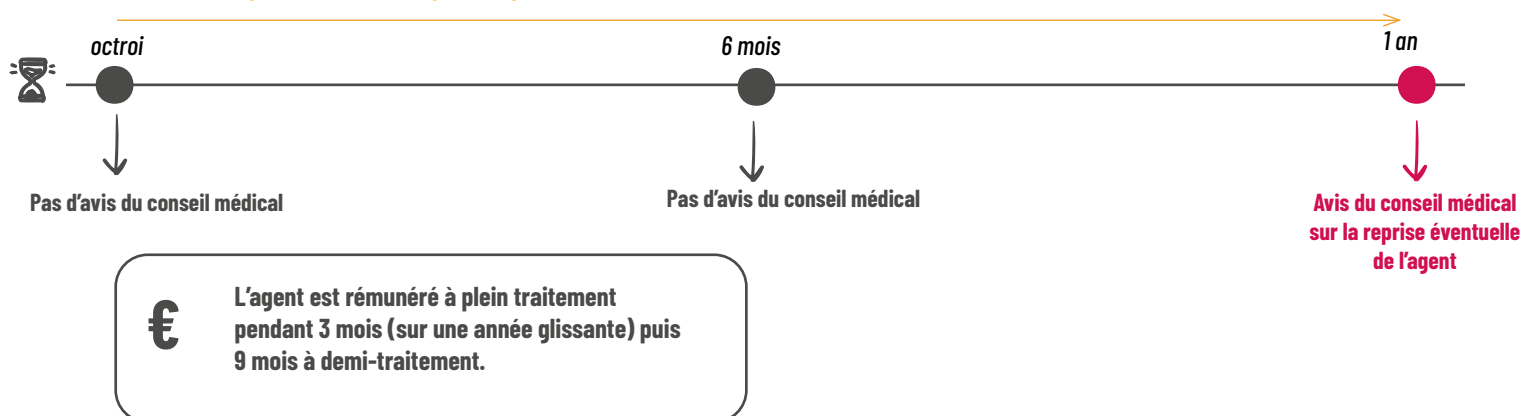 octroi
6 mois
1 an
Pas d’avis du conseil médical
Pas d’avis du conseil médical
Avis du conseil médical
sur la reprise éventuelle
de l’agent
€
L’agent est rémunéré à plein traitement
pendant 3 mois (sur une année glissante) puis
9 mois à demi-traitement.